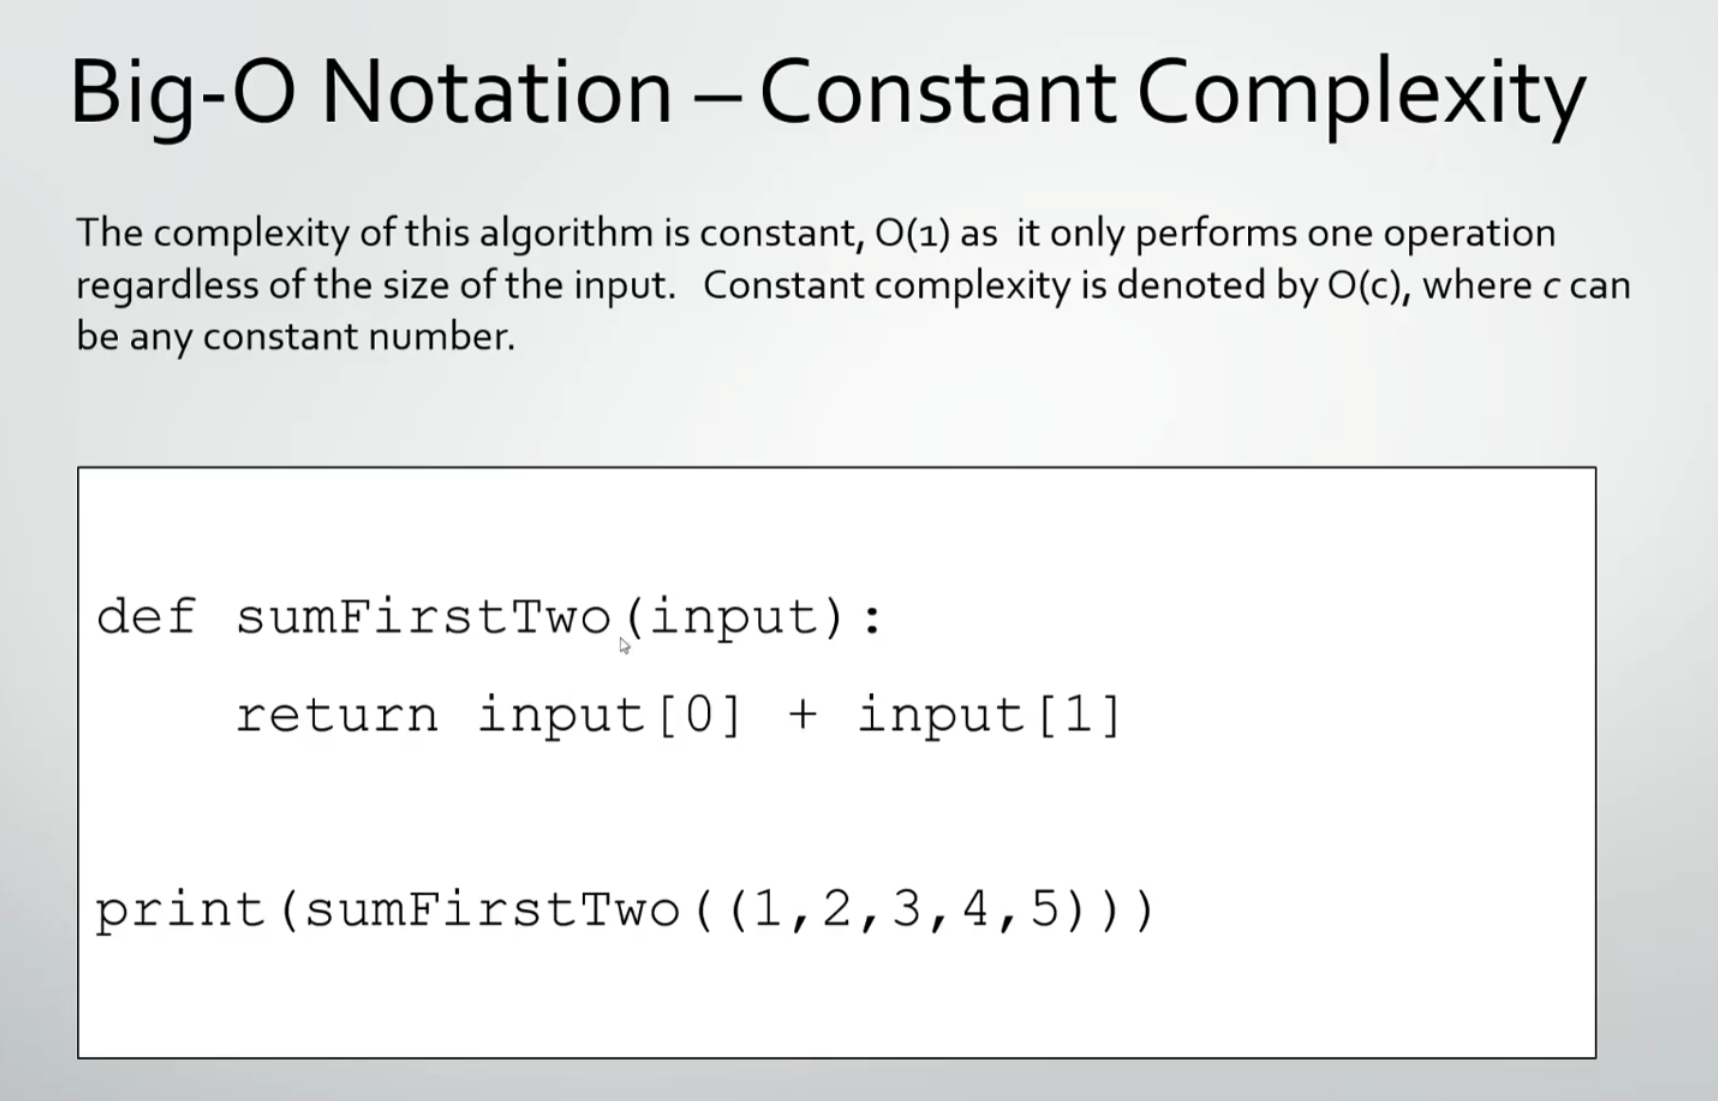 Big-O Notation – Constant Complexity
The complexity of this algorithm is constant, O(1) as  it only performs one operation
regardless of the size of the input.   Constant complexity is denoted by O(c), where c can
be any constant number.
def sumFirstTwo(input):
    return input[0] + input[1]
print(sumFirstTwo((1,2,3,4,5)))